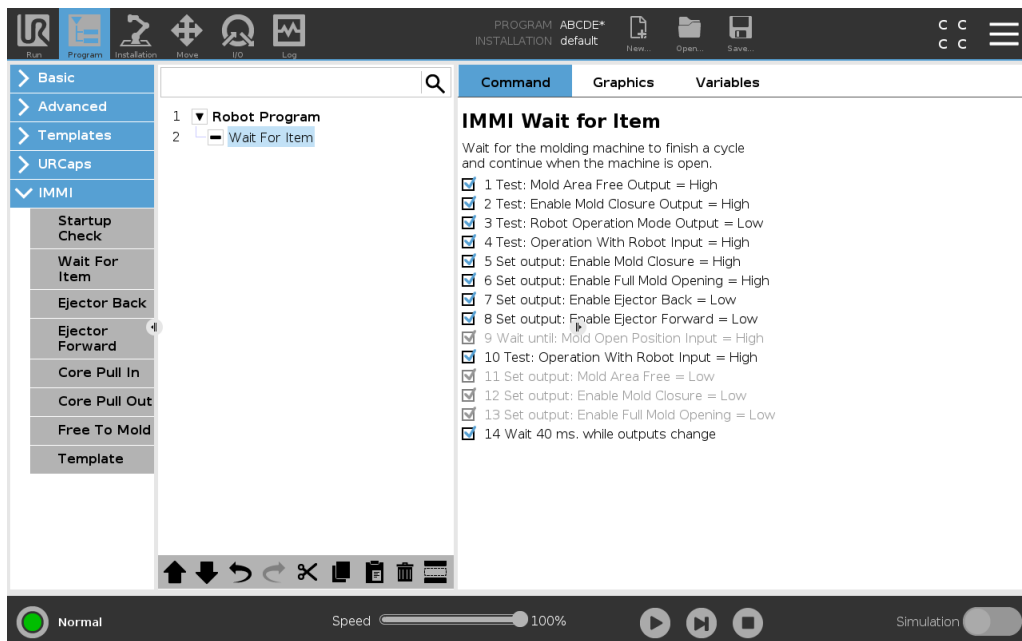 PROGRAM ABCDE*
INSTALLATION default
Run
Program
Installation
Move
I/O
Log
New...
Open...
Save...
C C
C C
Basic
Advanced
Templates
URCaps
IMMI
Startup
Check
Wait For
Item
Ejector Back
Ejector
Forward
Core Pull In
Core Pull Out
Free To Mold
Template
1 Robot Program
2 Wait For Item
Command Graphics Variables
IMMI Wait for Item
Wait for the molding machine to finish a cycle
and continue when the machine is open.
1 Test: Mold Area Free Output = High
2 Test: Enable Mold Closure Output = High
3 Test: Robot Operation Mode Output = Low
4 Test: Operation With Robot Input = High
5 Set output: Enable Mold Closure = High
6 Set output: Enable Full Mold Opening = High
7 Set output: Enable Ejector Back = Low
8 Set output: Enable Ejector Forward = Low
9 Wait until: Mold Open Position Input = High
10 Test: Operation With Robot Input = High
11 Set output: Mold Area Free = Low
12 Set output: Enable Mold Closure = Low
13 Set output: Enable Full Mold Opening = Low
14 Wait 40 ms. while outputs change
Normal
Speed 100%
Simulation